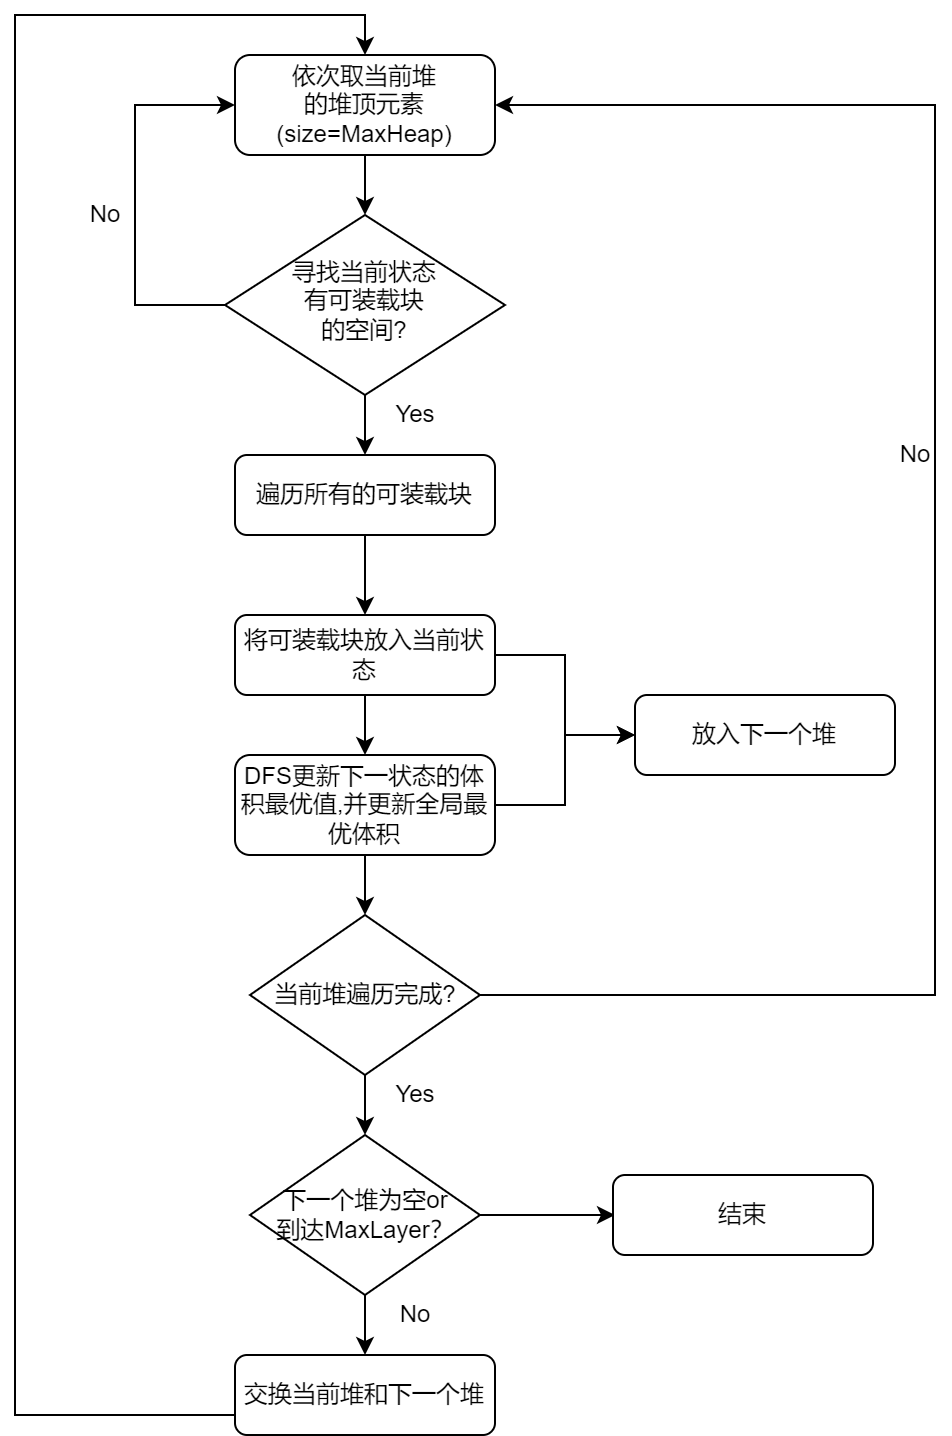 依次取当前堆
的堆顶元素
(size=MaxHeap)
No
寻找当前状态
有可装载块
的空间?
Yes
No
遍历所有的可装载块
将可装载块放入当前状
态
放入下一个堆
DFS更新下一状态的体
积最优值,并更新全局最
优体积
当前堆遍历完成?
Yes
下一个堆为空or
到达MaxLayer?
结束
No
交换当前堆和下一个堆